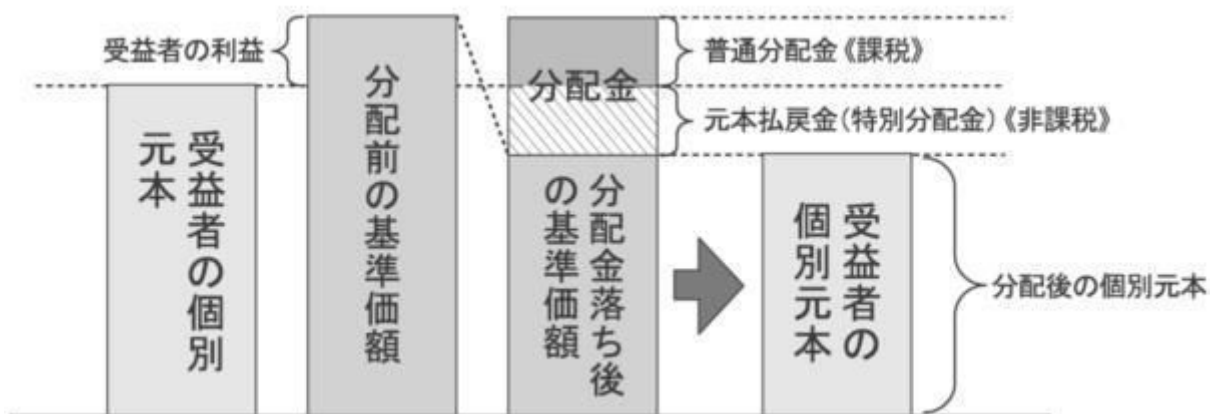 受益者の利益
受益者の個別
元本
分配前の基準価額
分配金
分配金落ち後
の基準価額
普通分配金《課税》
元本払戻金(特別分配金)《非課税》
受益者の
個別元本
分配後の個別元本